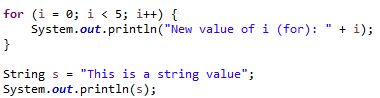 for (i = 0; i < 5; i++) {
    System.out.println("New value of i (for): " + i);
}

String s = "This is a string value";
System.out.println(s);